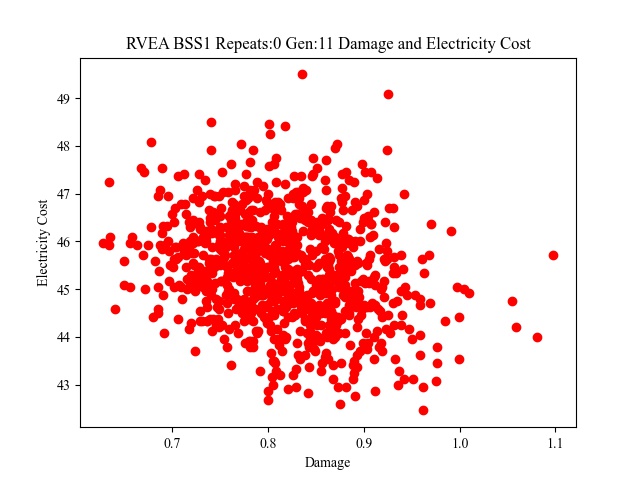 RVEA BSS1 Repeats:0 Gen:11 Damage and Electricity Cost
Electricity Cost
49
48
47
46
45
44
43
0.7 0.8 0.9 1.0 1.1
Damage